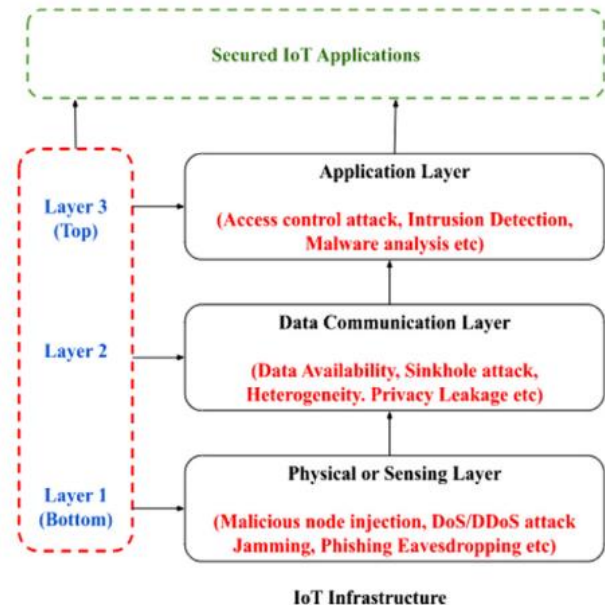 Secured IoT Applications
Layer 3
(Top)
Application Layer
(Access control attack, Intrusion Detection,
Malware analysis etc)
Layer 2
Data Communication Layer
(Data Availability, Sinkhole attack,
Heterogeneity. Privacy Leakage etc)
Layer 1
(Bottom)
Physical or Sensing Layer
(Malicious node injection, DoS/DDoS attack
Jamming, Phishing Eavesdropping etc)
IoT Infrastructure